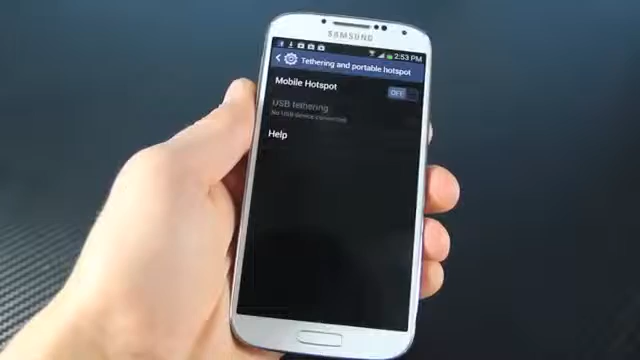 SAMSUNG
2:53 PM
Tethering and portable hotspot
Mobile Hotspot
OFF
USB tethering
No USB device connected
Help